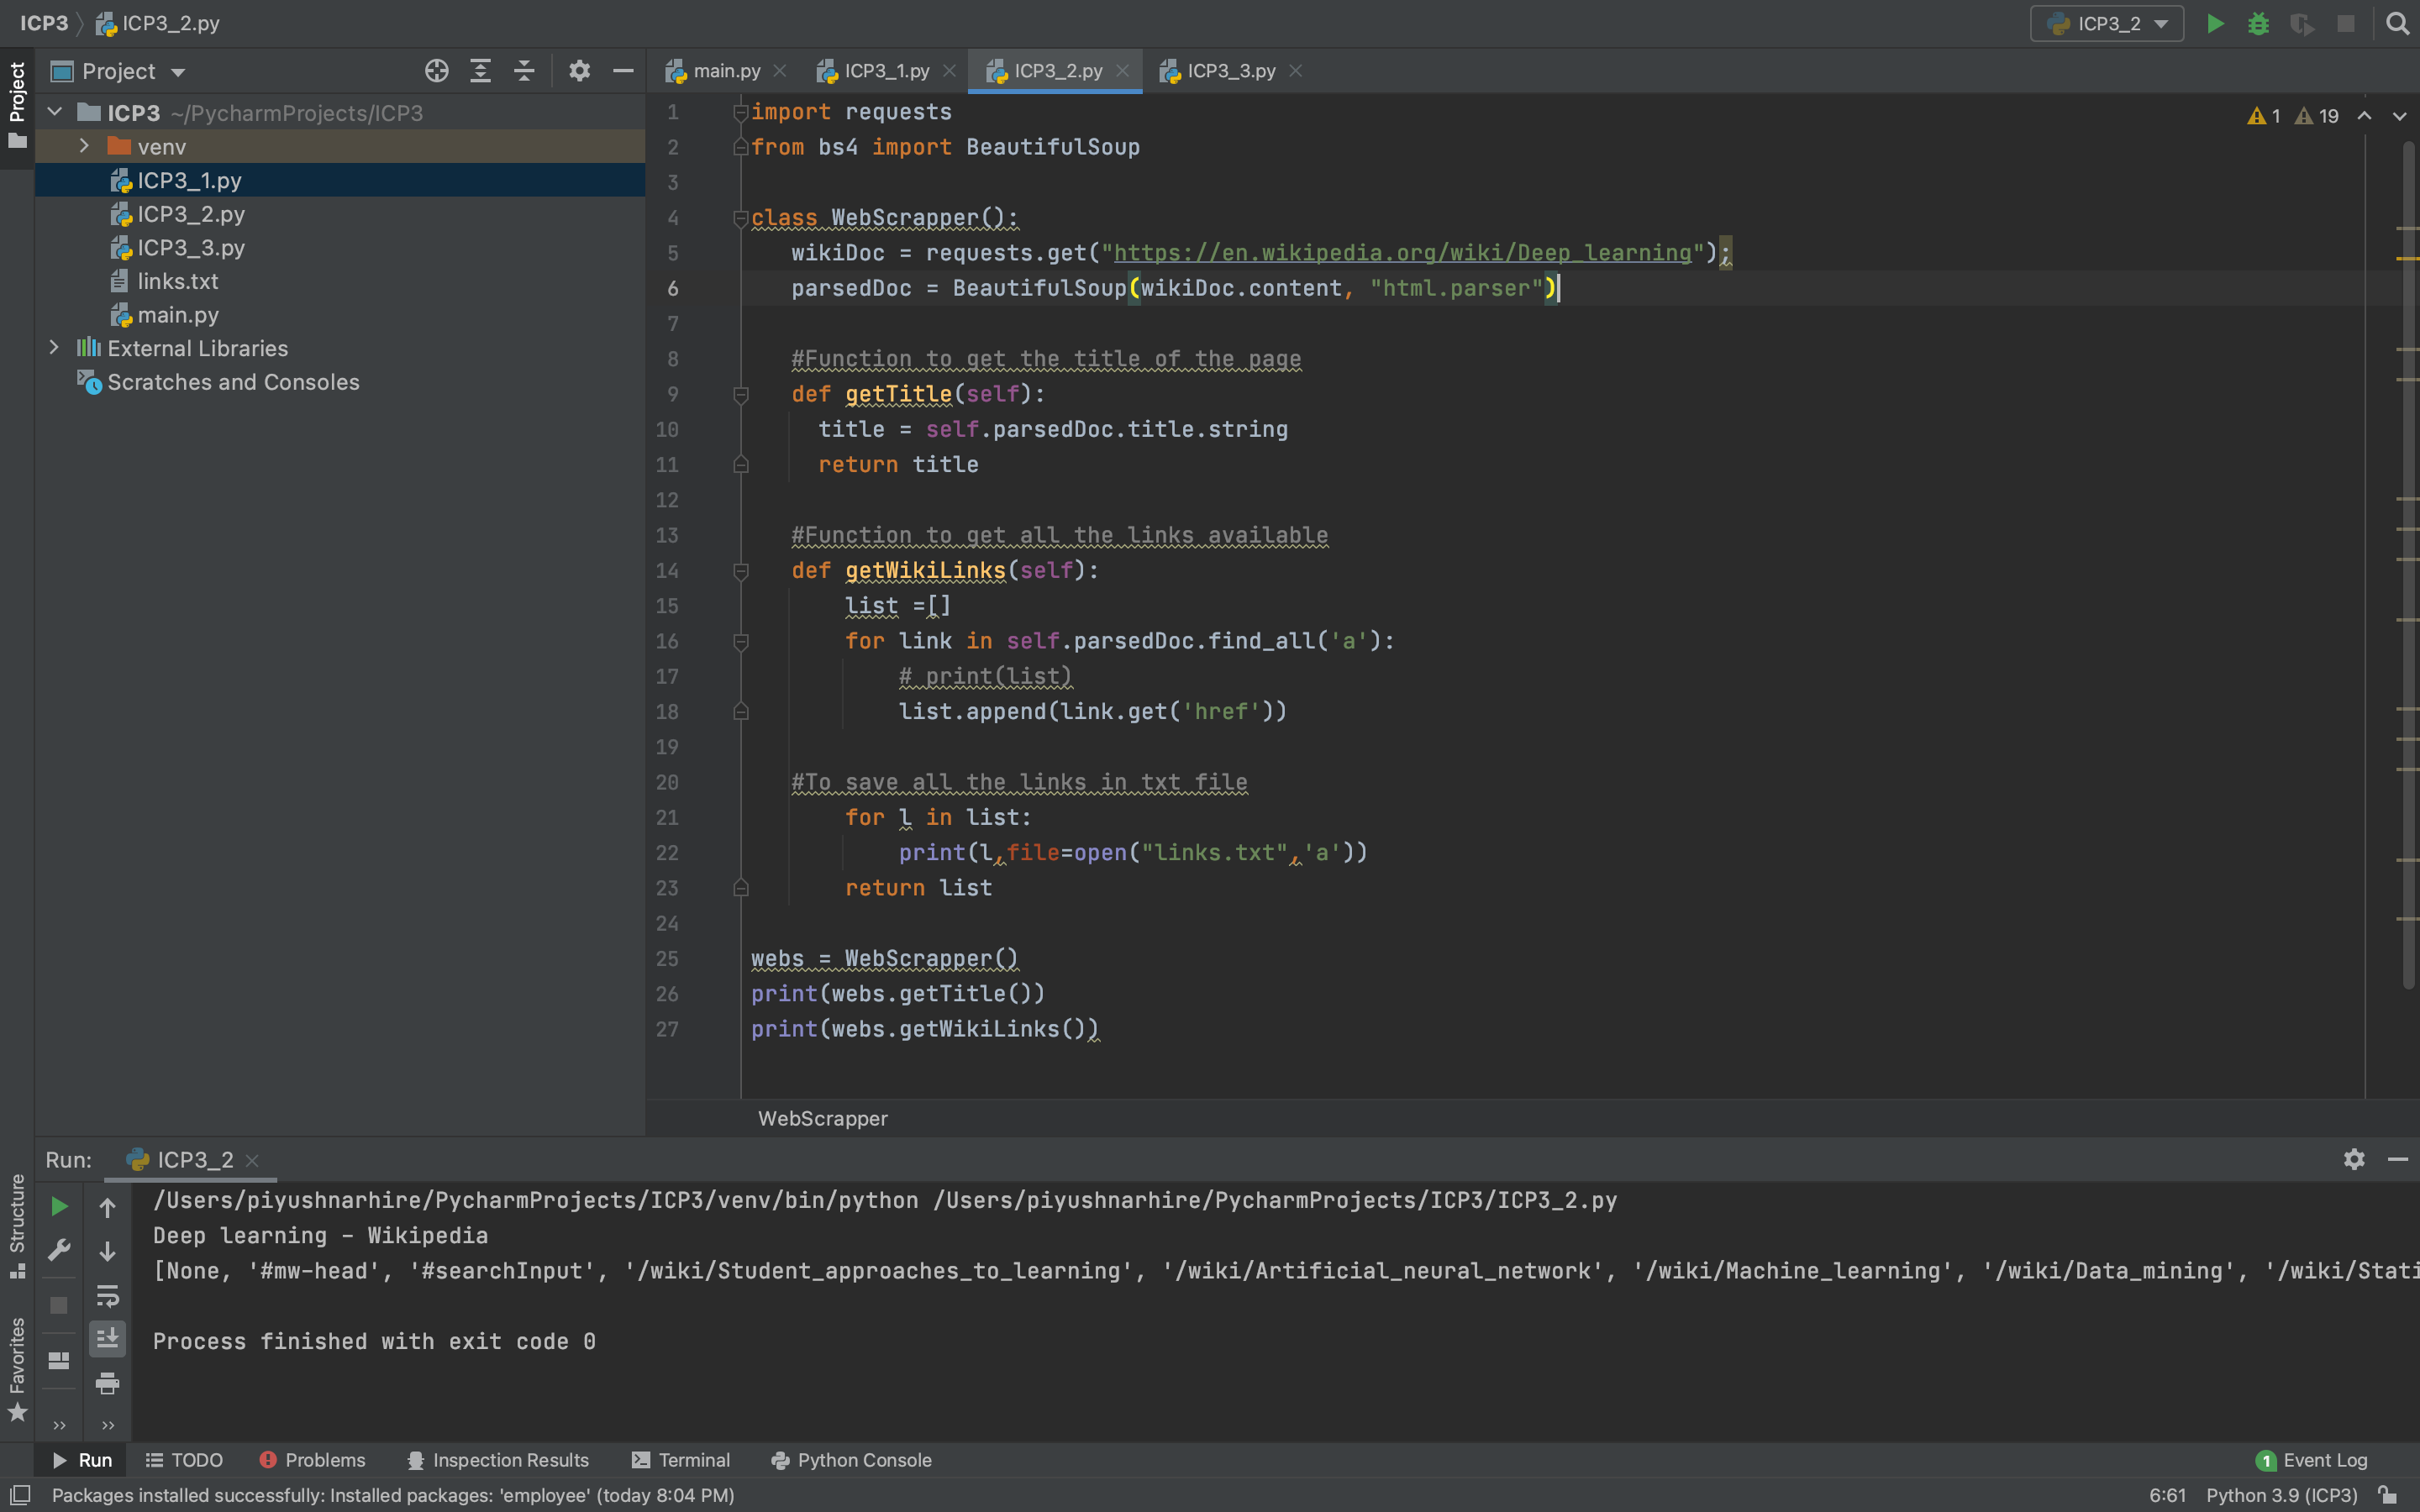 ICP3 ICP3_2.py ICP3_2
Project main.py ICP3_1.py ICP3_2.py ICP3_3.py
Project
ICP3 ~/PycharmProjects/ICP3
venv
ICP3_1.py
ICP3_2.py
ICP3_3.py
links.txt
main.py
External Libraries
Scratches and Consoles
1 19
1 import requests
2 from bs4 import BeautifulSoup
3
4 class WebScrapper():
5 wikiDoc = requests.get("https://en.wikipedia.org/wiki/Deep_learning");
6 parsedDoc = BeautifulSoup(wikiDoc.content, "html.parser")
7
8 #Function to get the title of the page
9 def getTitle(self):
10 title = self.parsedDoc.title.string
11 return title
12
13 #Function to get all the links available
14 def getWikiLinks(self):
15 list =[]
16 for link in self.parsedDoc.find_all('a'):
17 # print(list)
18 list.append(link.get('href'))
19
20 #To save all the links in txt file
21 for l in list:
22 print(l,file=open("links.txt",'a'))
23 return list
24
25 webs = WebScrapper()
26 print(webs.getTitle())
27 print(webs.getWikiLinks())
WebScrapper
Run: ICP3_2
/Users/piyushnarhire/PycharmProjects/ICP3/venv/bin/python /Users/piyushnarhire/PycharmProjects/ICP3/ICP3_2.py
Deep learning - Wikipedia
[None, '#mw-head', '#searchInput', '/wiki/Student_approaches_to_learning', '/wiki/Artificial_neural_network', '/wiki/Machine_learning', '/wiki/Data_mining', '/wiki/Stati
Process finished with exit code 0
Structure
Favorites
Run TODO Problems Inspection Results Terminal Python Console 1 Event Log
Packages installed successfully: Installed packages: 'employee' (today 8:04 PM) 6:61 Python 3.9 (ICP3)